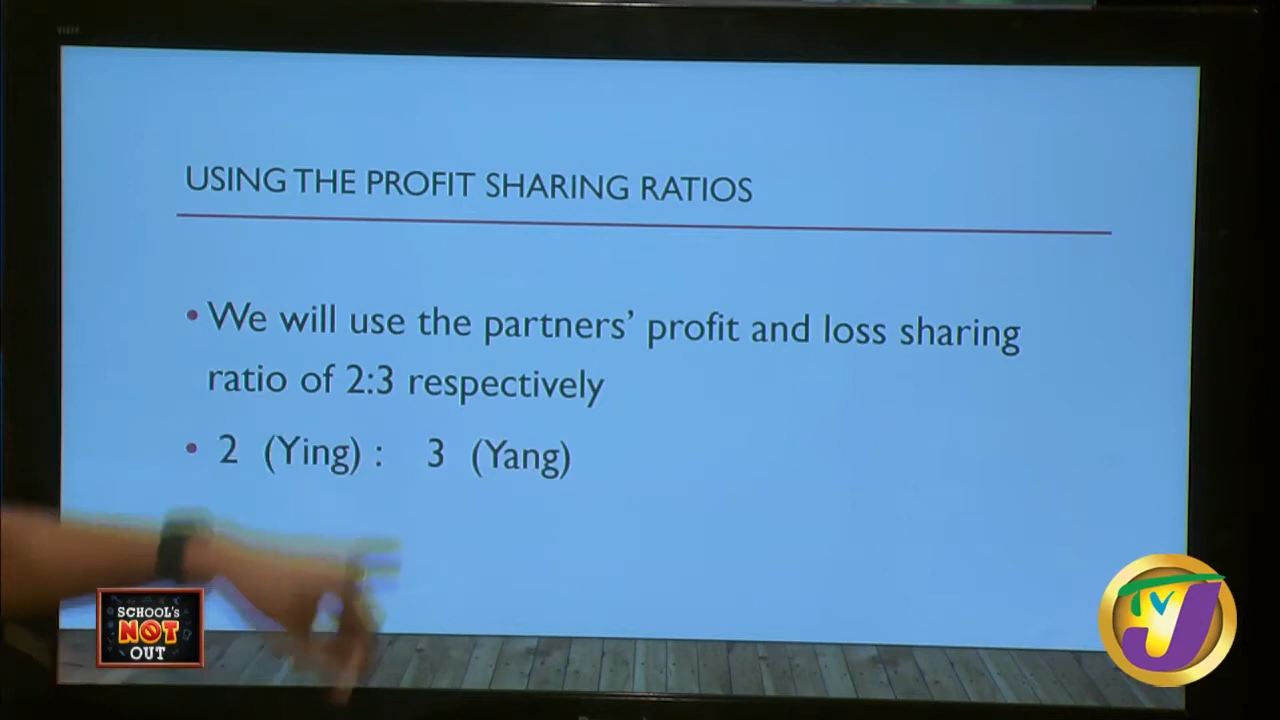 USING THE PROFIT SHARING RATIOS
• We will use the partners’ profit and loss sharing
ratio of 2:3 respectively
• 2 (Ying) : 3 (Yang)
SCHOOL's
NOT
OUT
TVJ